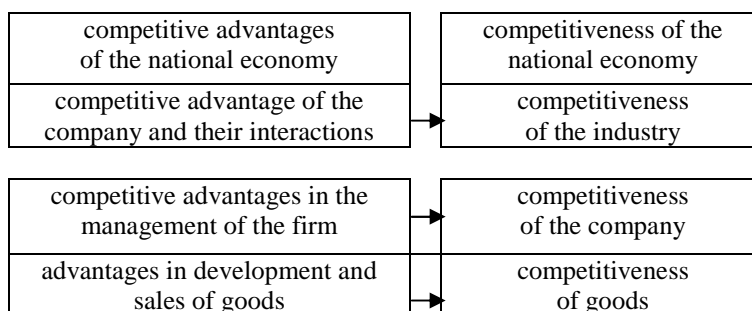 competitive advantages
of the national economy
competitiveness of the
national economy
competitive advantage of the
company and their interactions
competitiveness
of the industry
competitive advantages in the
management of the firm
competitiveness
of the company
advantages in development and
sales of goods
competitiveness
of goods